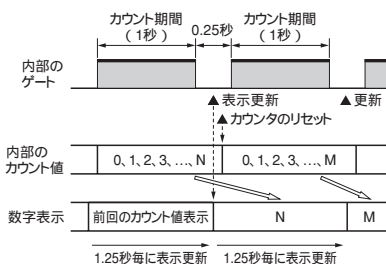 カウント期間
(1秒)
0.25秒
カウント期間
(1秒)
内部の
ゲート
▲表示更新
▲更新
▲カウンタのリセット
内部の
カウント値
0、1、2、3、…、N
0、1、2、3、…、M
数字表示
前回のカウント値表示
N
M
1.25秒毎に表示更新
1.25秒毎に表示更新